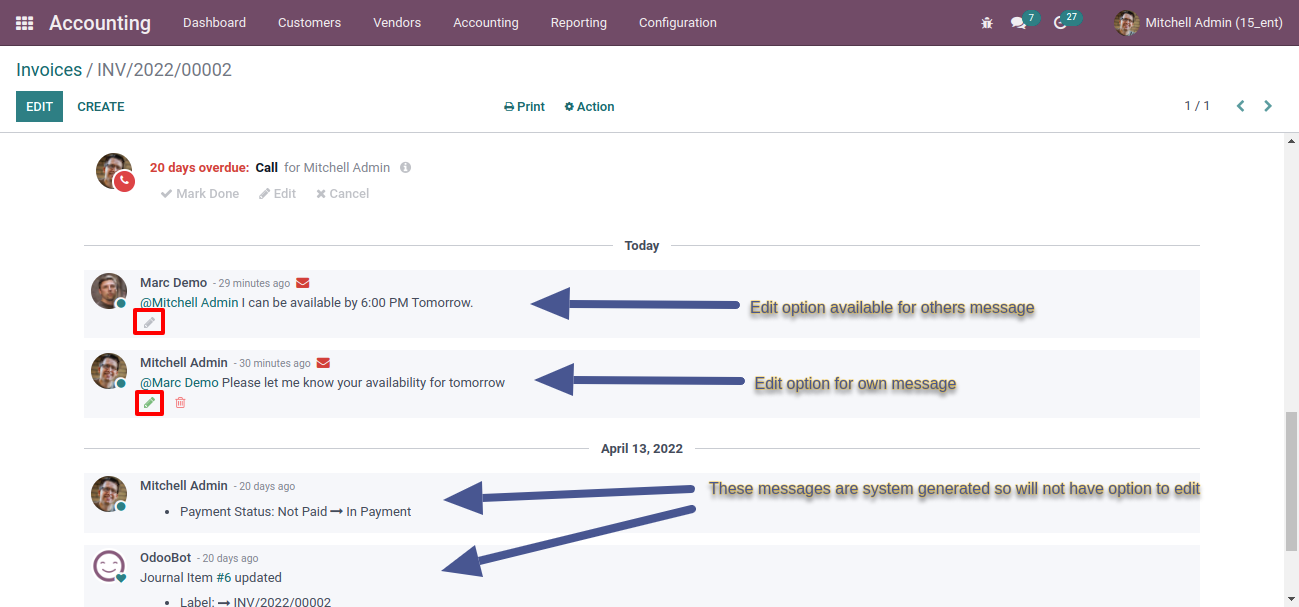 Accounting Dashboard Customers Vendors Accounting Reporting Configuration 7 27 Mitchell Admin (15_ent)
Invoices / INV/2022/00002
EDIT CREATE Print Action 1 / 1
20 days overdue: Call for Mitchell Admin
Mark Done Edit Cancel
Today
Marc Demo - 29 minutes ago
@Mitchell Admin I can be available by 6:00 PM Tomorrow.
Edit option available for others message
Mitchell Admin - 30 minutes ago
@Marc Demo Please let me know your availability for tomorrow
Edit option for own message
April 13, 2022
Mitchell Admin - 20 days ago
These messages are system generated so will not have option to edit
• Payment Status: Not Paid → In Payment
OdooBot - 20 days ago
Journal Item #6 updated
• Label: → INV/2022/00002